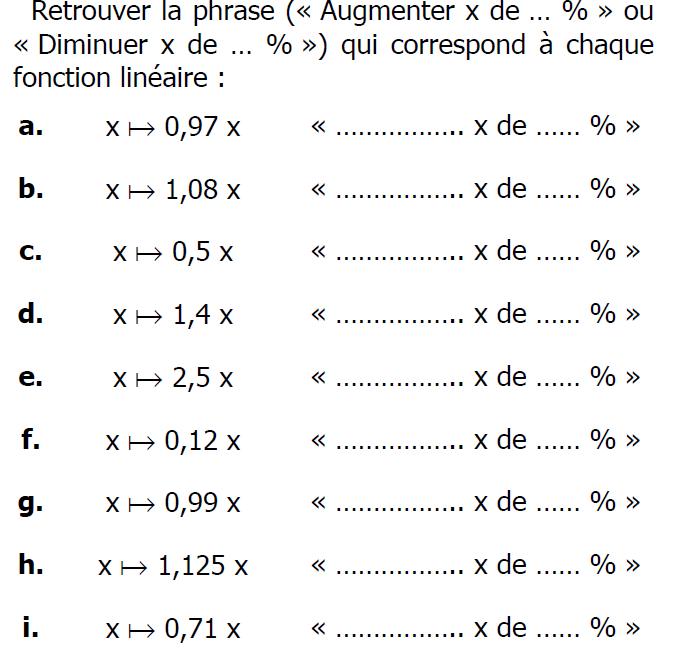 Retrouver la phrase (« Augmenter x de ... % » ou
« Diminuer x de ... % ») qui correspond à chaque
fonction linéaire :
a. x ↦ 0,97 x « ................. x de ...... % »
b. x ↦ 1,08 x « ................. x de ...... % »
c. x ↦ 0,5 x « ................. x de ...... % »
d. x ↦ 1,4 x « ................. x de ...... % »
e. x ↦ 2,5 x « ................. x de ...... % »
f. x ↦ 0,12 x « ................. x de ...... % »
g. x ↦ 0,99 x « ................. x de ...... % »
h. x ↦ 1,125 x « ................. x de ...... % »
i. x ↦ 0,71 x « ................. x de ...... % »